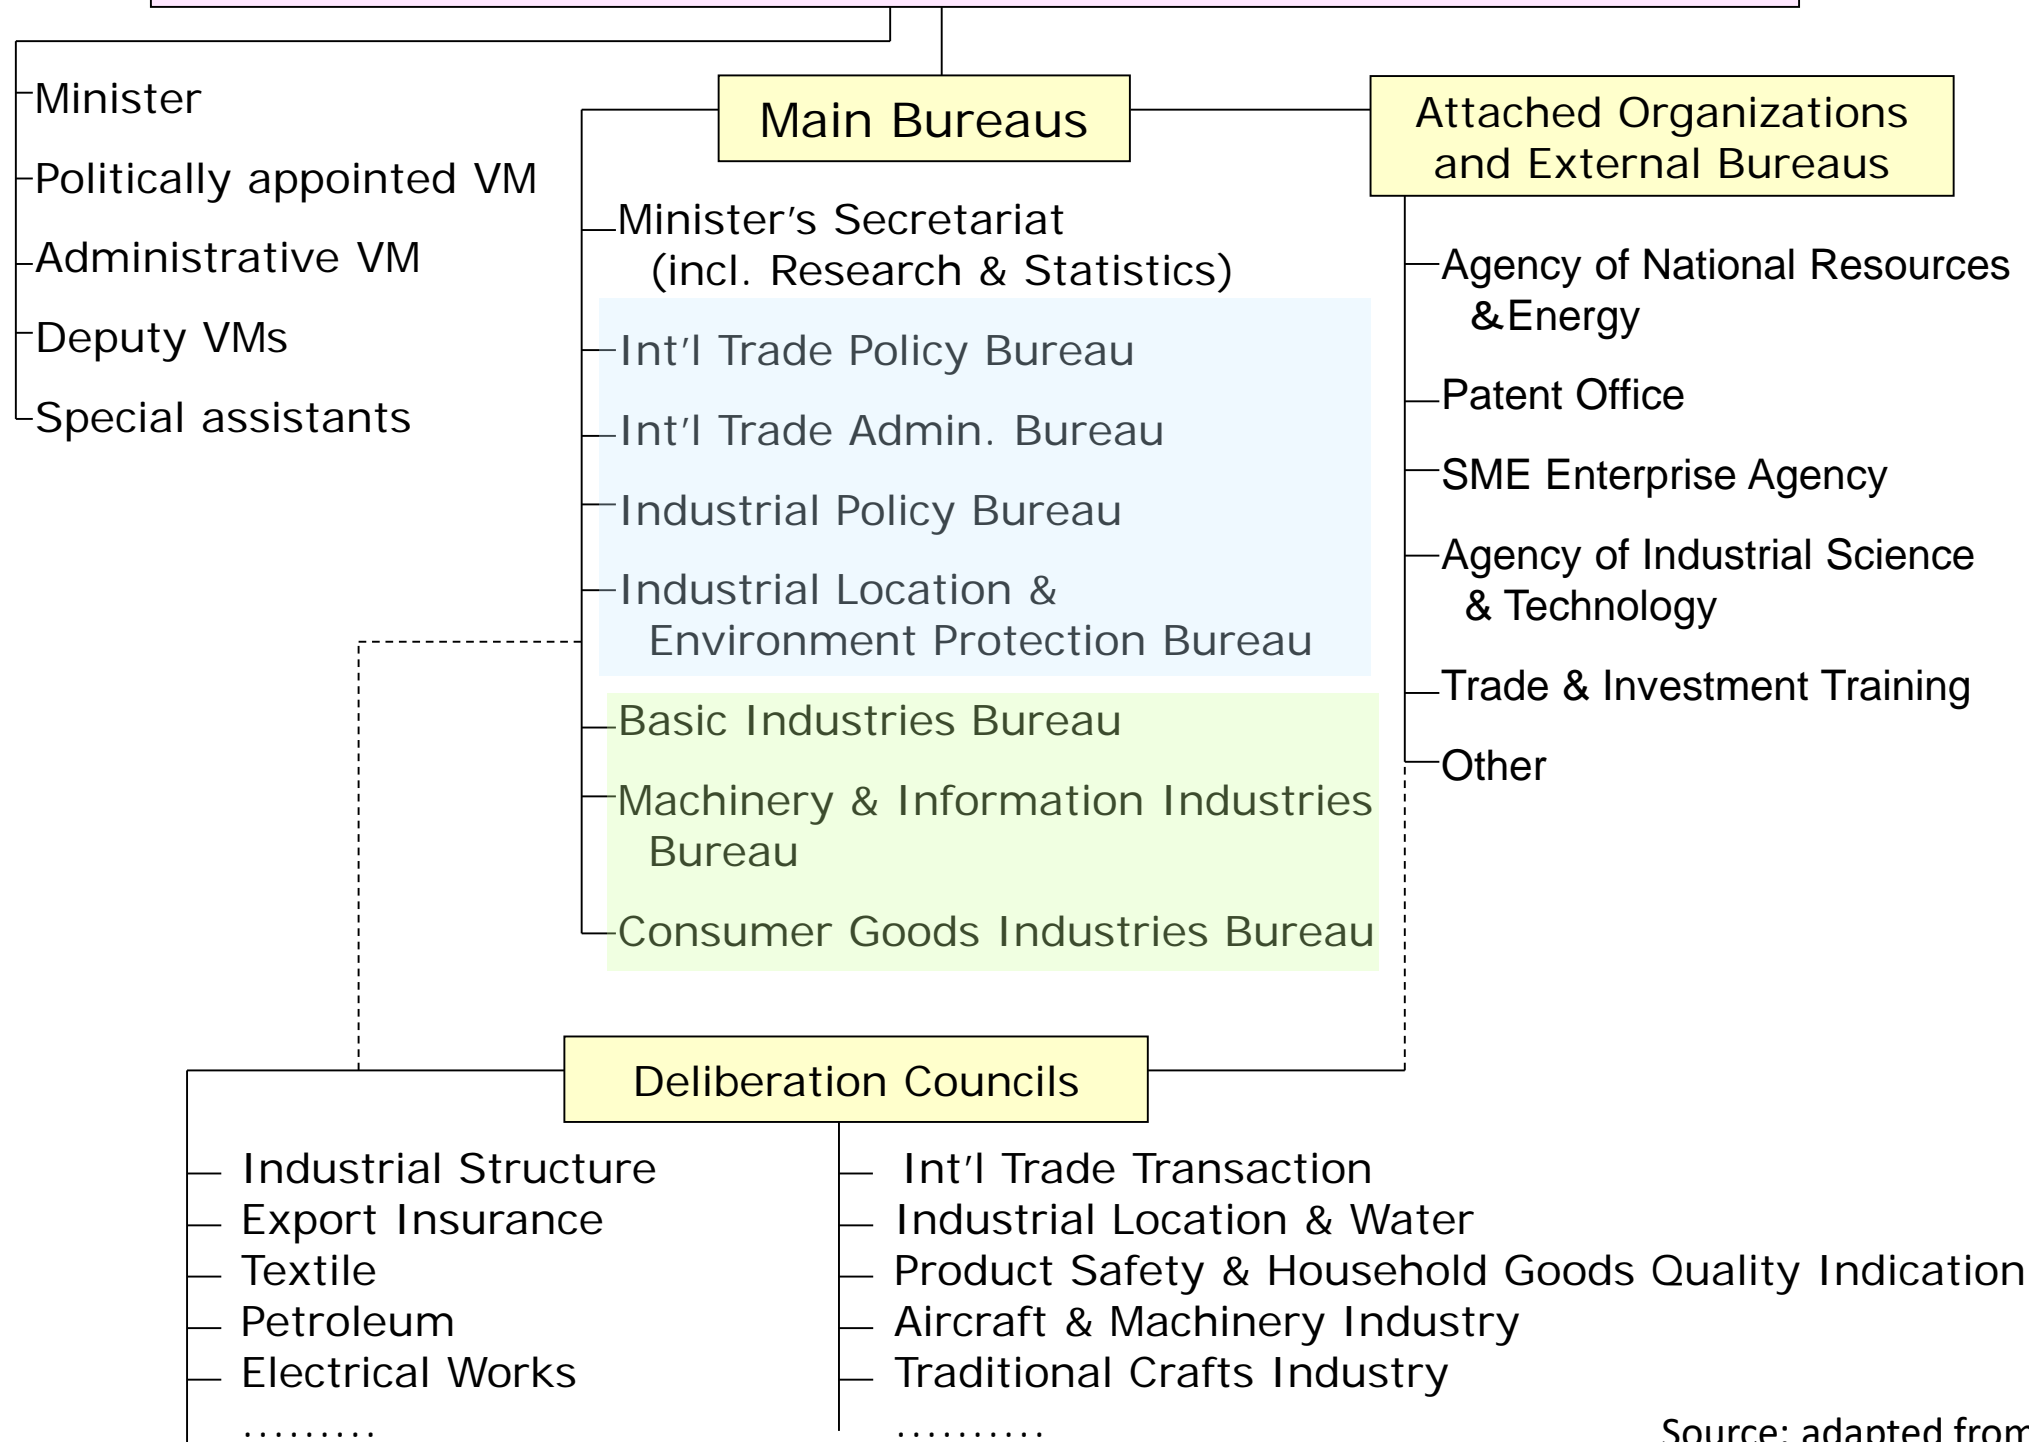 Minister
Politically appointed VM
Administrative VM
Deputy VMs
Special assistants
Main Bureaus
Minister's Secretariat
(incl. Research & Statistics)
Int'l Trade Policy Bureau
Int'l Trade Admin. Bureau
Industrial Policy Bureau
Industrial Location &
Environment Protection Bureau
Basic Industries Bureau
Machinery & Information Industries
Bureau
Consumer Goods Industries Bureau
Attached Organizations
and External Bureaus
Agency of National Resources
&Energy
Patent Office
SME Enterprise Agency
Agency of Industrial Science
& Technology
Trade & Investment Training
Other
Deliberation Councils
Industrial Structure
Export Insurance
Textile
Petroleum
Electrical Works
.........
Int'l Trade Transaction
Industrial Location & Water
Product Safety & Household Goods Quality Indication
Aircraft & Machinery Industry
Traditional Crafts Industry
..........
Source: adapted from